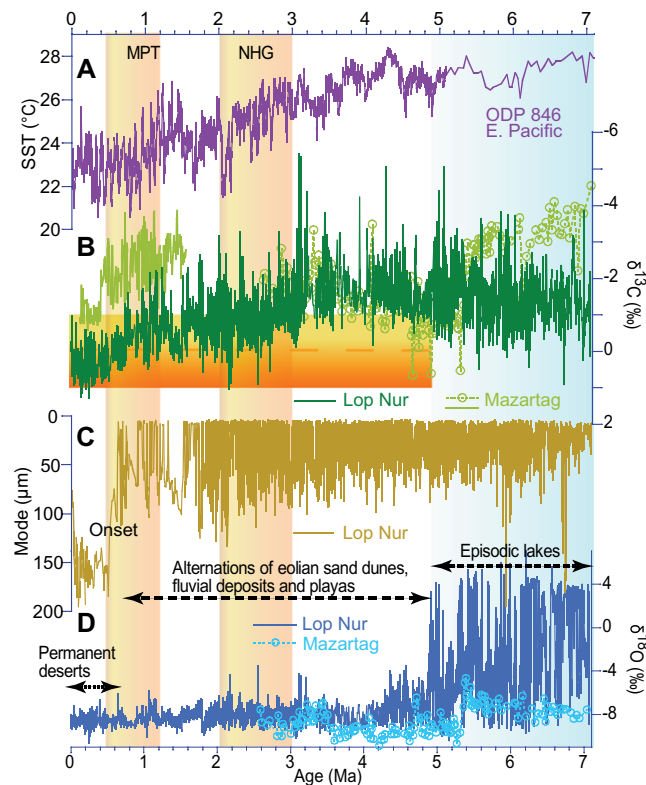 0 1 2 3 4 5 6 7
28
26
24
22
20
SST (°C)
A
MPT
NHG
ODP 846
E. Pacific
-6
-4
-2
0
2
δ13C (‰)
B
Lop Nur
Mazartag
0
50
100
150
200
Mode (µm)
C
Onset
Lop Nur
Episodic lakes
Alternations of eolian sand dunes,
fluvial deposits and playas
4
0
-4
-8
δ18O (‰)
D
Lop Nur
Mazartag
Permanent
deserts
0 1 2 3 4 5 6 7
Age (Ma)